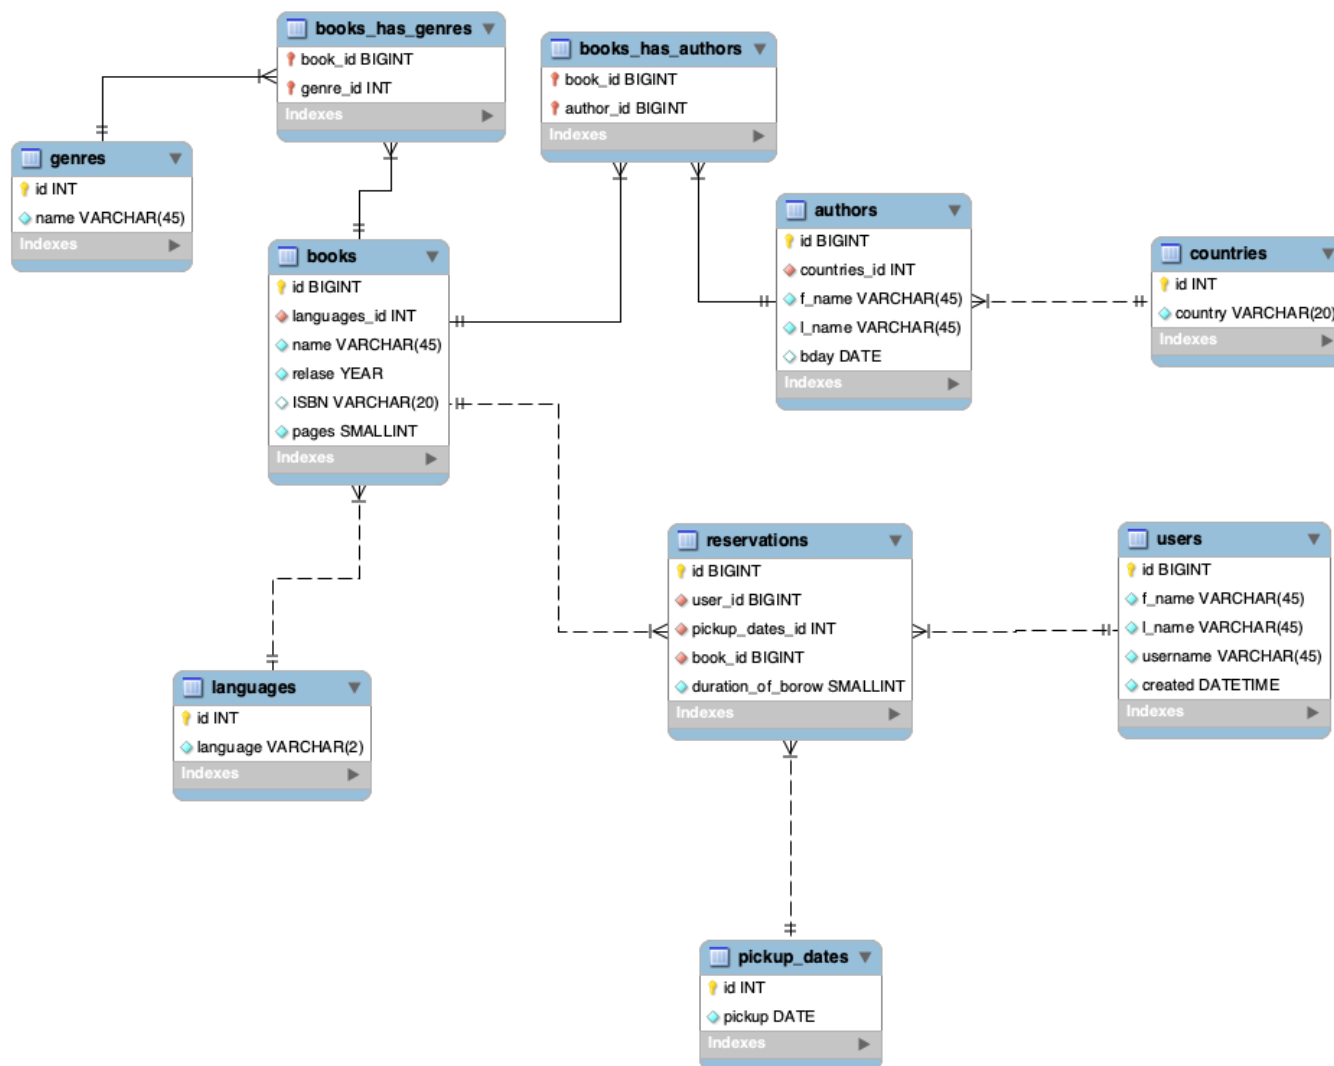 books_has_genres
book_id BIGINT
genre_id INT
Indexes
books_has_authors
book_id BIGINT
author_id BIGINT
Indexes
genres
id INT
name VARCHAR(45)
Indexes
authors
id BIGINT
countries_id INT
f_name VARCHAR(45)
l_name VARCHAR(45)
bday DATE
Indexes
countries
id INT
country VARCHAR(20)
Indexes
books
id BIGINT
languages_id INT
name VARCHAR(45)
relase YEAR
ISBN VARCHAR(20)
pages SMALLINT
Indexes
reservations
id BIGINT
user_id BIGINT
pickup_dates_id INT
book_id BIGINT
duration_of_borow SMALLINT
Indexes
users
id BIGINT
f_name VARCHAR(45)
l_name VARCHAR(45)
username VARCHAR(45)
created DATETIME
Indexes
languages
id INT
language VARCHAR(2)
Indexes
pickup_dates
id INT
pickup DATE
Indexes